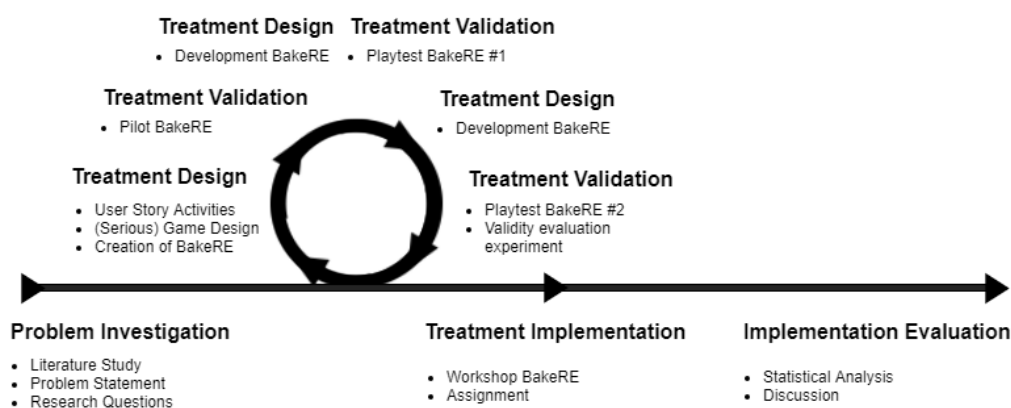 Treatment Design   Treatment Validation
• Development BakeRE   • Playtest BakeRE #1
Treatment Validation
• Pilot BakeRE
Treatment Design
• Development BakeRE
Treatment Design
• User Story Activities
• (Serious) Game Design
• Creation of BakeRE
Treatment Validation
• Playtest BakeRE #2
• Validity evaluation
experiment
Problem Investigation
• Literature Study
• Problem Statement
• Research Questions
Treatment Implementation
• Workshop BakeRE
• Assignment
Implementation Evaluation
• Statistical Analysis
• Discussion